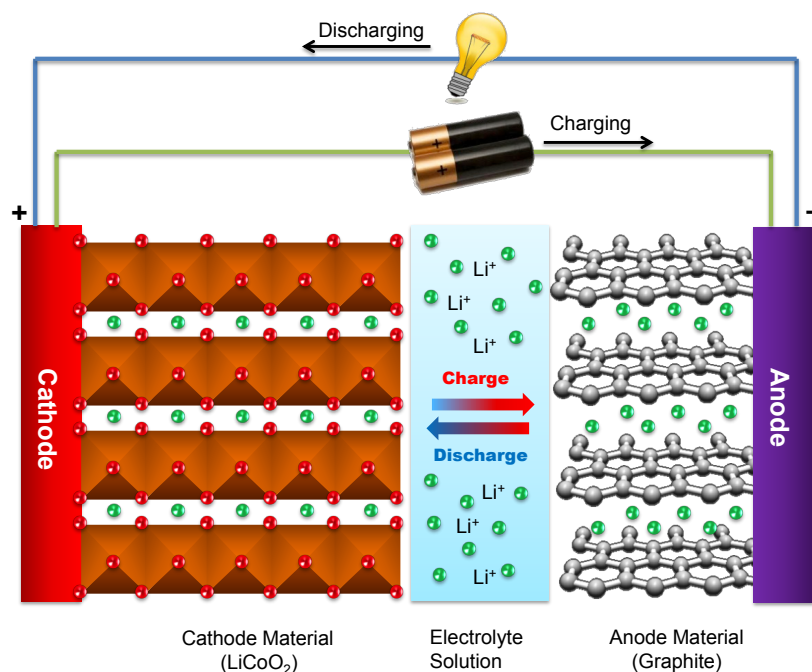 Discharging
Charging
+
−
+
+
Cathode
Li⁺
Li⁺
Li⁺
Charge
Discharge
Li⁺
Li⁺
Li⁺
Anode
Cathode Material
(LiCoO₂)
Electrolyte
Solution
Anode Material
(Graphite)